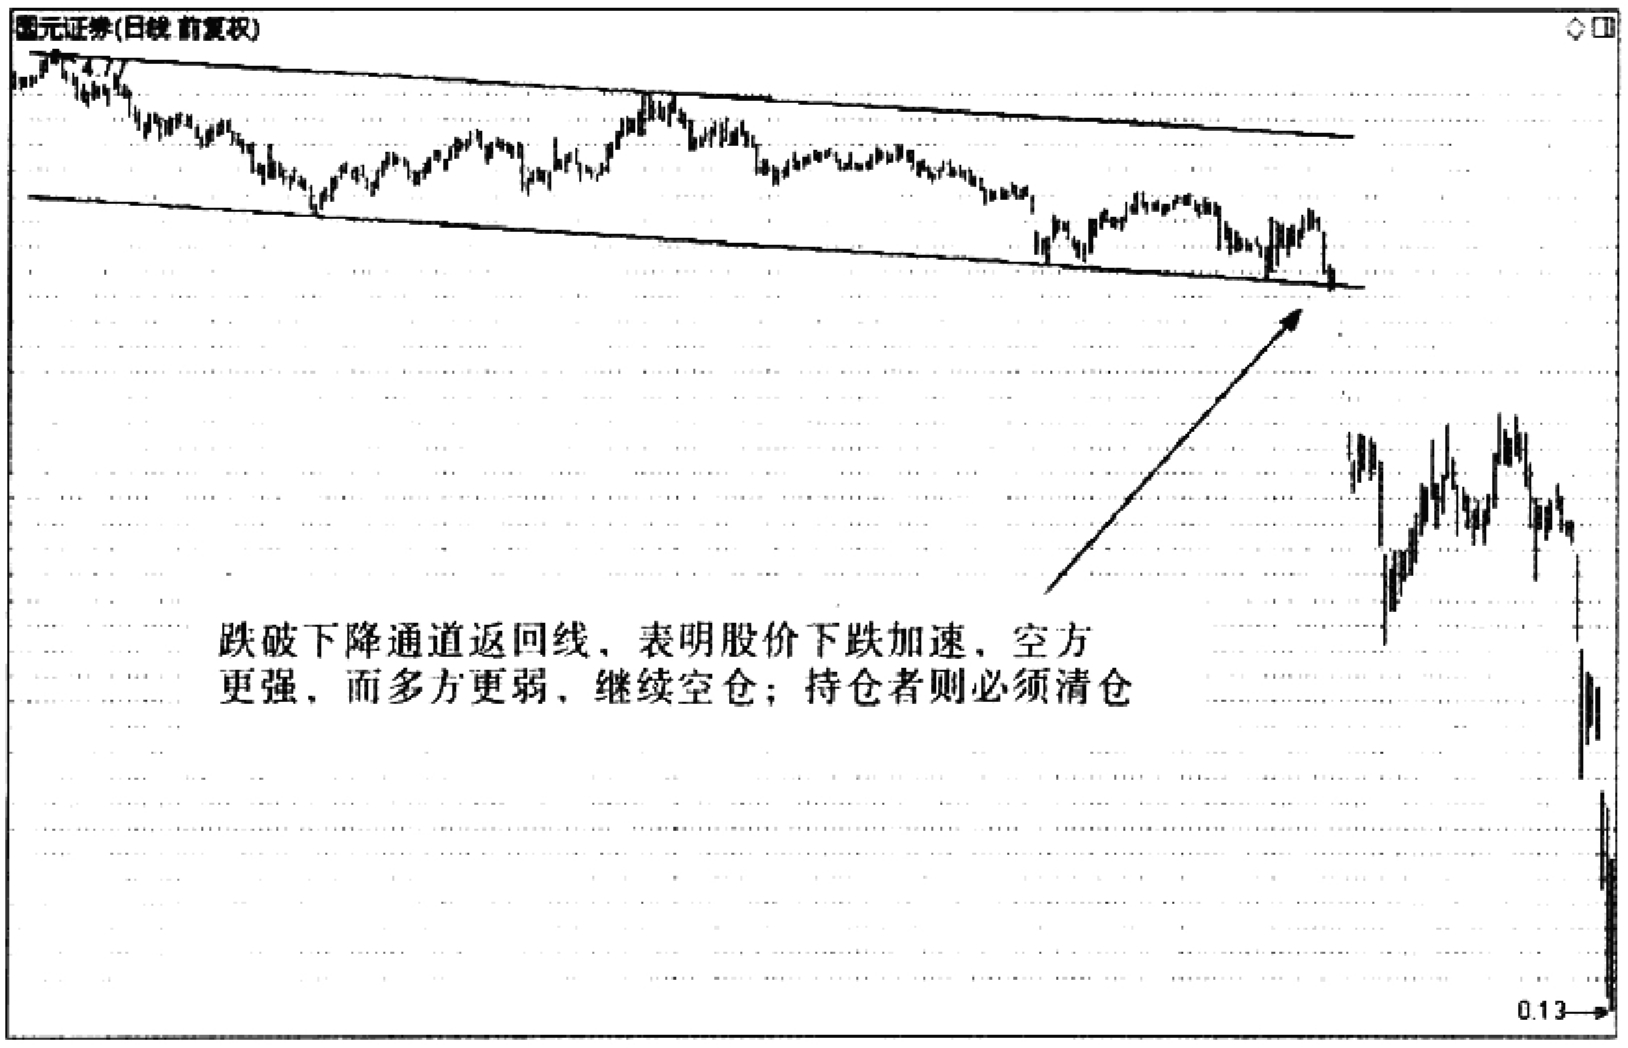 国元证券(日线 前复权)
4.77
跌破下降通道返回线，表明股价下跌加速，空方
更强，而多方更弱，继续空仓；持仓者则必须清仓
0.13